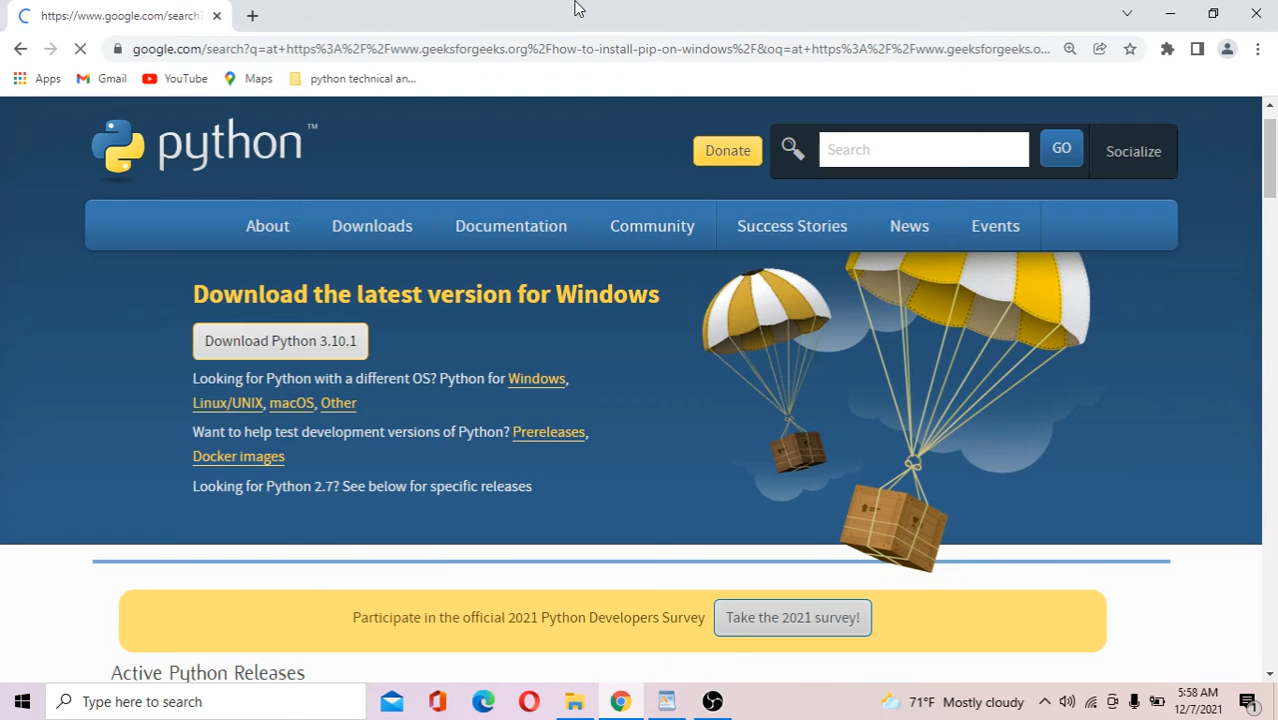 https://www.google.com/search?
google.com/search?q=at+https%3A%2F%2Fwww.geeksforgeeks.org%2Fhow-to-install-pip-on-windows%2F&oq=at+https%3A%2F%2Fwww.geeksforgeeks.o...
Apps Gmail YouTube Maps python technical an...
python™
Donate Search GO Socialize
About Downloads Documentation Community Success Stories News Events
Download the latest version for Windows
Download Python 3.10.1
Looking for Python with a different OS? Python for Windows,
Linux/UNIX, macOS, Other
Want to help test development versions of Python? Prereleases,
Docker images
Looking for Python 2.7? See below for specific releases
Participate in the official 2021 Python Developers Survey Take the 2021 survey!
Active Python Releases
Type here to search 71°F Mostly cloudy 5:58 AM
12/7/2021 1